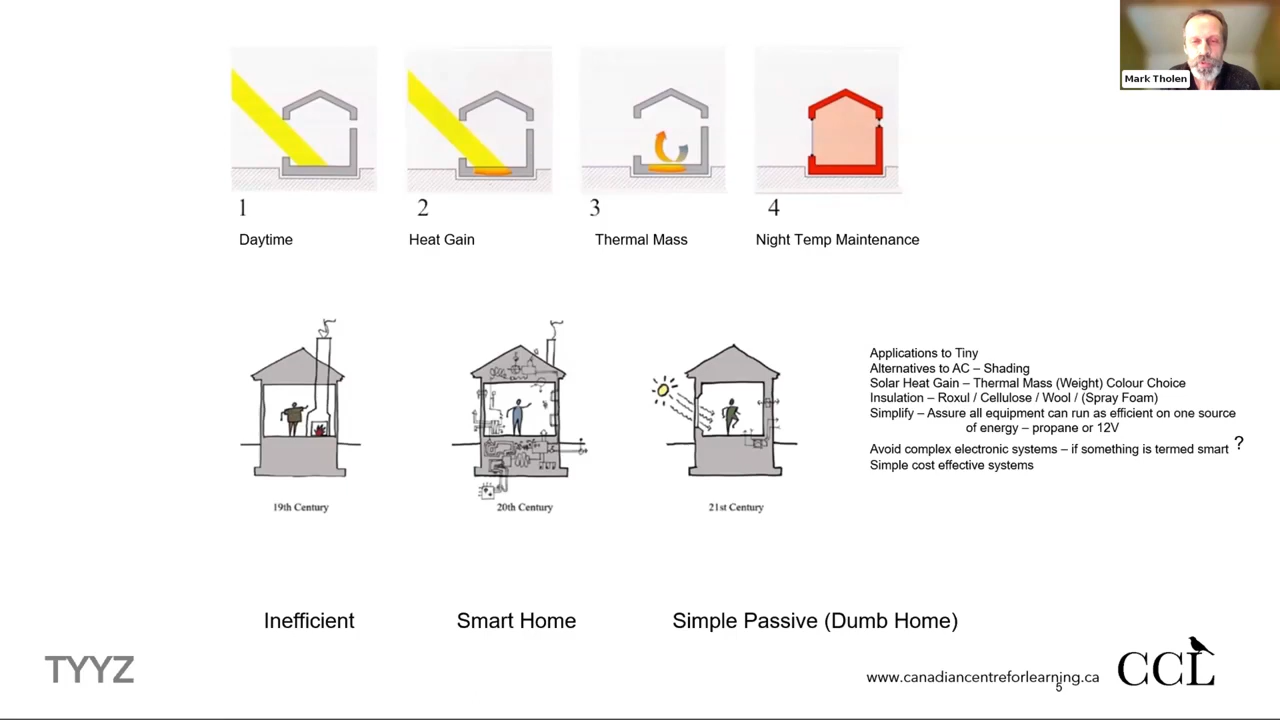 Mark Tholen
1
2
3
4
Daytime
Heat Gain
Thermal Mass
Night Temp Maintenance
Applications to Tiny
Alternatives to AC – Shading
Solar Heat Gain – Thermal Mass (Weight) Colour Choice
Insulation – Roxul / Cellulose / Wool / (Spray Foam)
Simplify – Assure all equipment can run as efficient on one source
of energy – propane or 12V
Avoid complex electronic systems – if something is termed smart ?
Simple cost effective systems
19th Century
20th Century
21st Century
Inefficient
Smart Home
Simple Passive (Dumb Home)
TYYZ
www.canadiancentreforlearning.ca
5
CCL